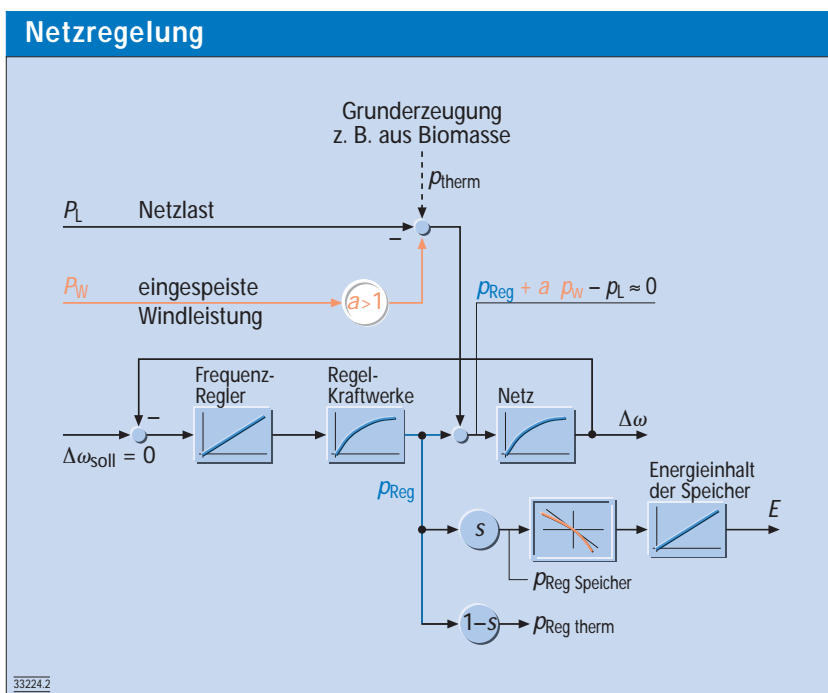 Netzregelung
Grunderzeugung
z. B. aus Biomasse
ptherm
PL Netzlast
–
PW eingespeiste
Windleistung
a>1
pReg + a pW – pL ≈ 0
Frequenz-
Regler
Regel-
Kraftwerke
Netz
–
Δωsoll = 0
Δω
pReg
Energieinhalt
der Speicher
s
E
pReg Speicher
1–s
pReg therm
33224.2